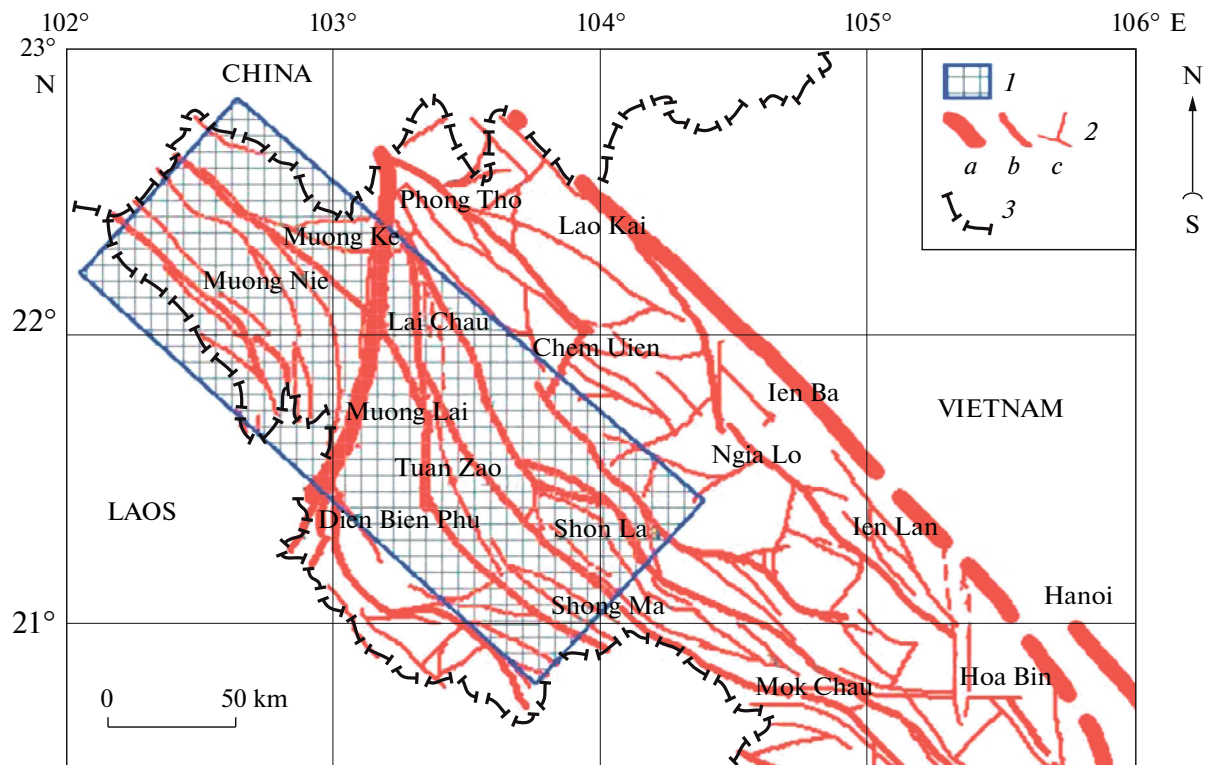 102° 103° 104° 105° 106° E
23°
N
CHINA
1
N
2
a b c
Phong Tho
3
Lao Kai
S
Muong Ke
Muong Nie
22°
Lai Chau
Chem Uien
Ien Ba
Muong Lai
VIETNAM
Ngia Lo
Tuan Zao
LAOS
Dien Bien Phu
Shon La
Ien Lan
Shong Ma
Hanoi
21°
Hoa Bin
Mok Chau
0 50 km